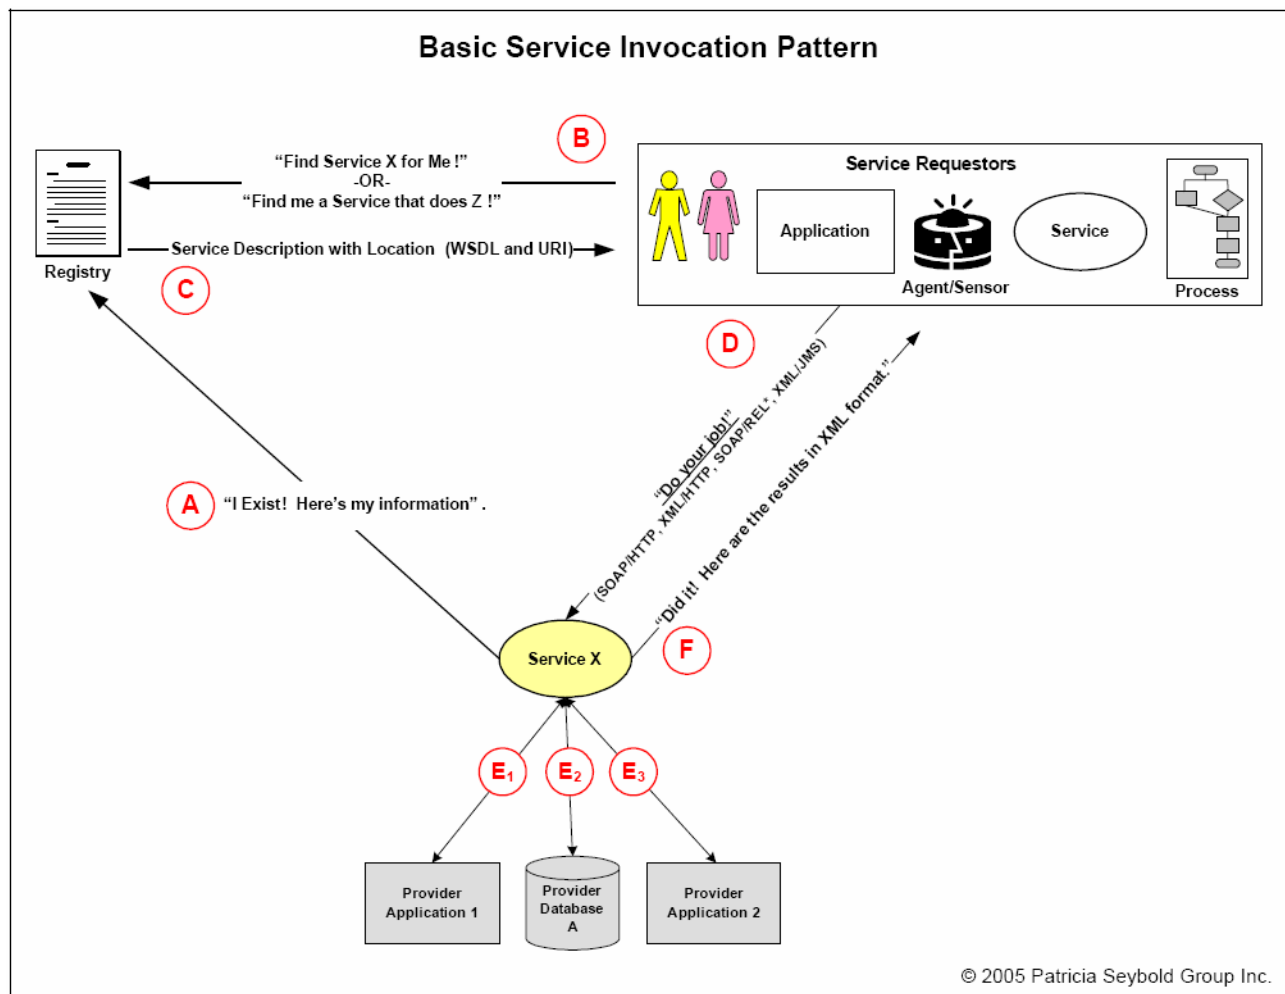 Basic Service Invocation Pattern
B
“Find Service X for Me !”
-OR-
“Find me a Service that does Z !”
Service Description with Location (WSDL and URI)
Registry
C
Service Requestors
Application
Agent/Sensor
Service
Process
D
“Do your job!”
(SOAP/HTTP, XML/HTTP, SOAP/REL*, XML/JMS)
“Did it! Here are the results in XML format.”
A
“I Exist! Here’s my information” .
Service X
F
E₁
E₂
E₃
Provider
Application 1
Provider
Database
A
Provider
Application 2
© 2005 Patricia Seybold Group Inc.